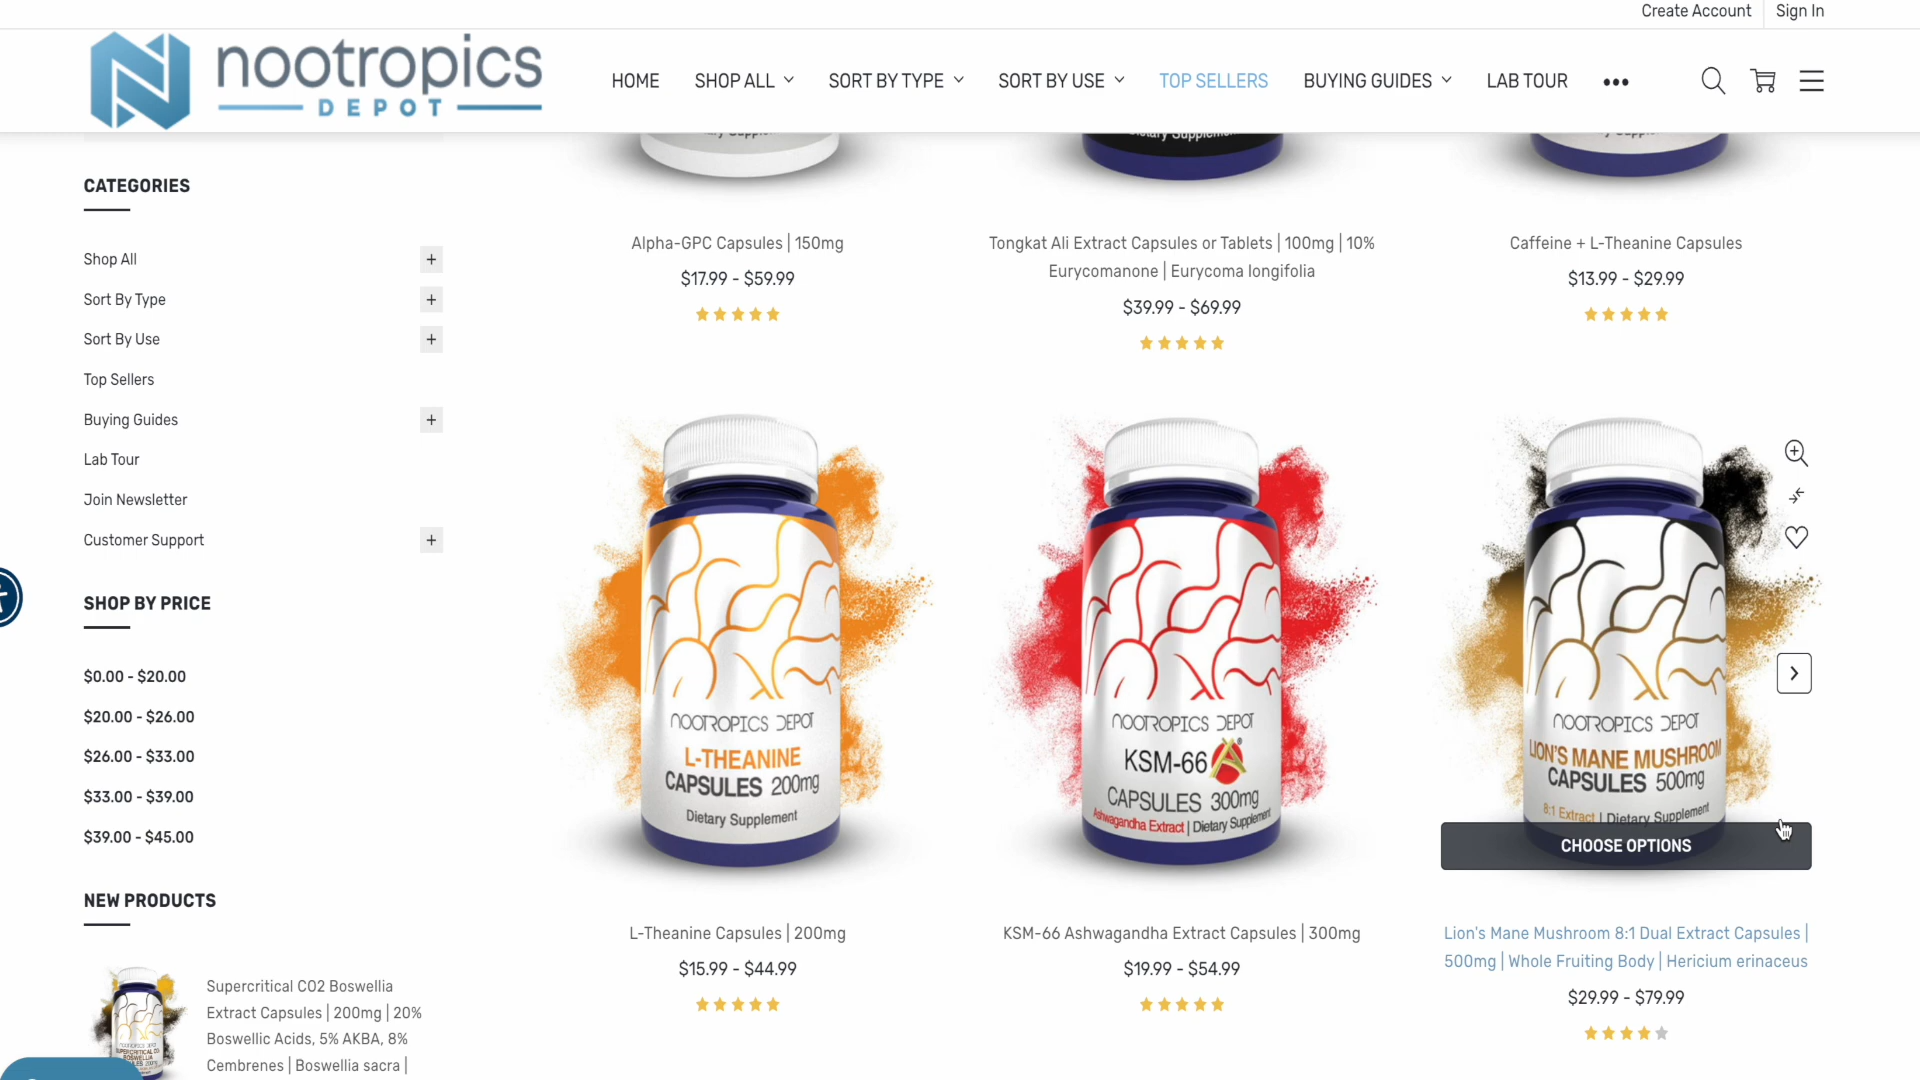 Create Account
Sign In
nootropics
DEPOT
HOME
SHOP ALL
SORT BY TYPE
SORT BY USE
TOP SELLERS
BUYING GUIDES
LAB TOUR
CATEGORIES
Shop All
Sort By Type
Sort By Use
Top Sellers
Buying Guides
Lab Tour
Join Newsletter
Customer Support
SHOP BY PRICE
$0.00 - $20.00
$20.00 - $26.00
$26.00 - $33.00
$33.00 - $39.00
$39.00 - $45.00
NEW PRODUCTS
Supercritical CO2 Boswellia
Extract Capsules | 200mg | 20%
Boswellic Acids, 5% AKBA, 8%
Cembrenes | Boswellia sacra |
Alpha-GPC Capsules | 150mg
$17.99 - $59.99
Tongkat Ali Extract Capsules or Tablets | 100mg | 10%
Eurycomanone | Eurycoma longifolia
$39.99 - $69.99
Caffeine + L-Theanine Capsules
$13.99 - $29.99
NOOTROPICS DEPOT
L-THEANINE
CAPSULES 200mg
Dietary Supplement
L-Theanine Capsules | 200mg
$15.99 - $44.99
NOOTROPICS DEPOT
KSM-66
CAPSULES 300mg
Ashwagandha Extract | Dietary Supplement
KSM-66 Ashwagandha Extract Capsules | 300mg
$19.99 - $54.99
NOOTROPICS DEPOT
LION'S MANE MUSHROOM
CAPSULES 500mg
8:1 Extract | Dietary Supplement
CHOOSE OPTIONS
Lion's Mane Mushroom 8:1 Dual Extract Capsules |
500mg | Whole Fruiting Body | Hericium erinaceus
$29.99 - $79.99